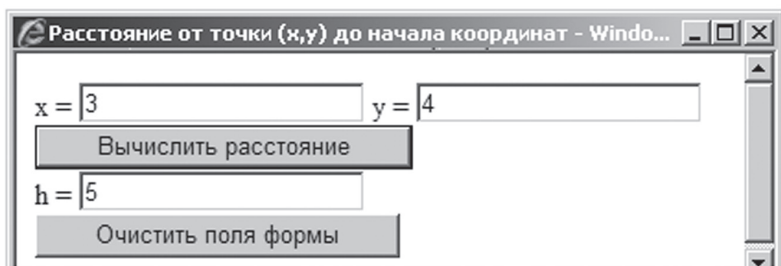 Расстояние от точки (x,y) до начала координат - Windo...
x = 3 y = 4
Вычислить расстояние
h = 5
Очистить поля формы